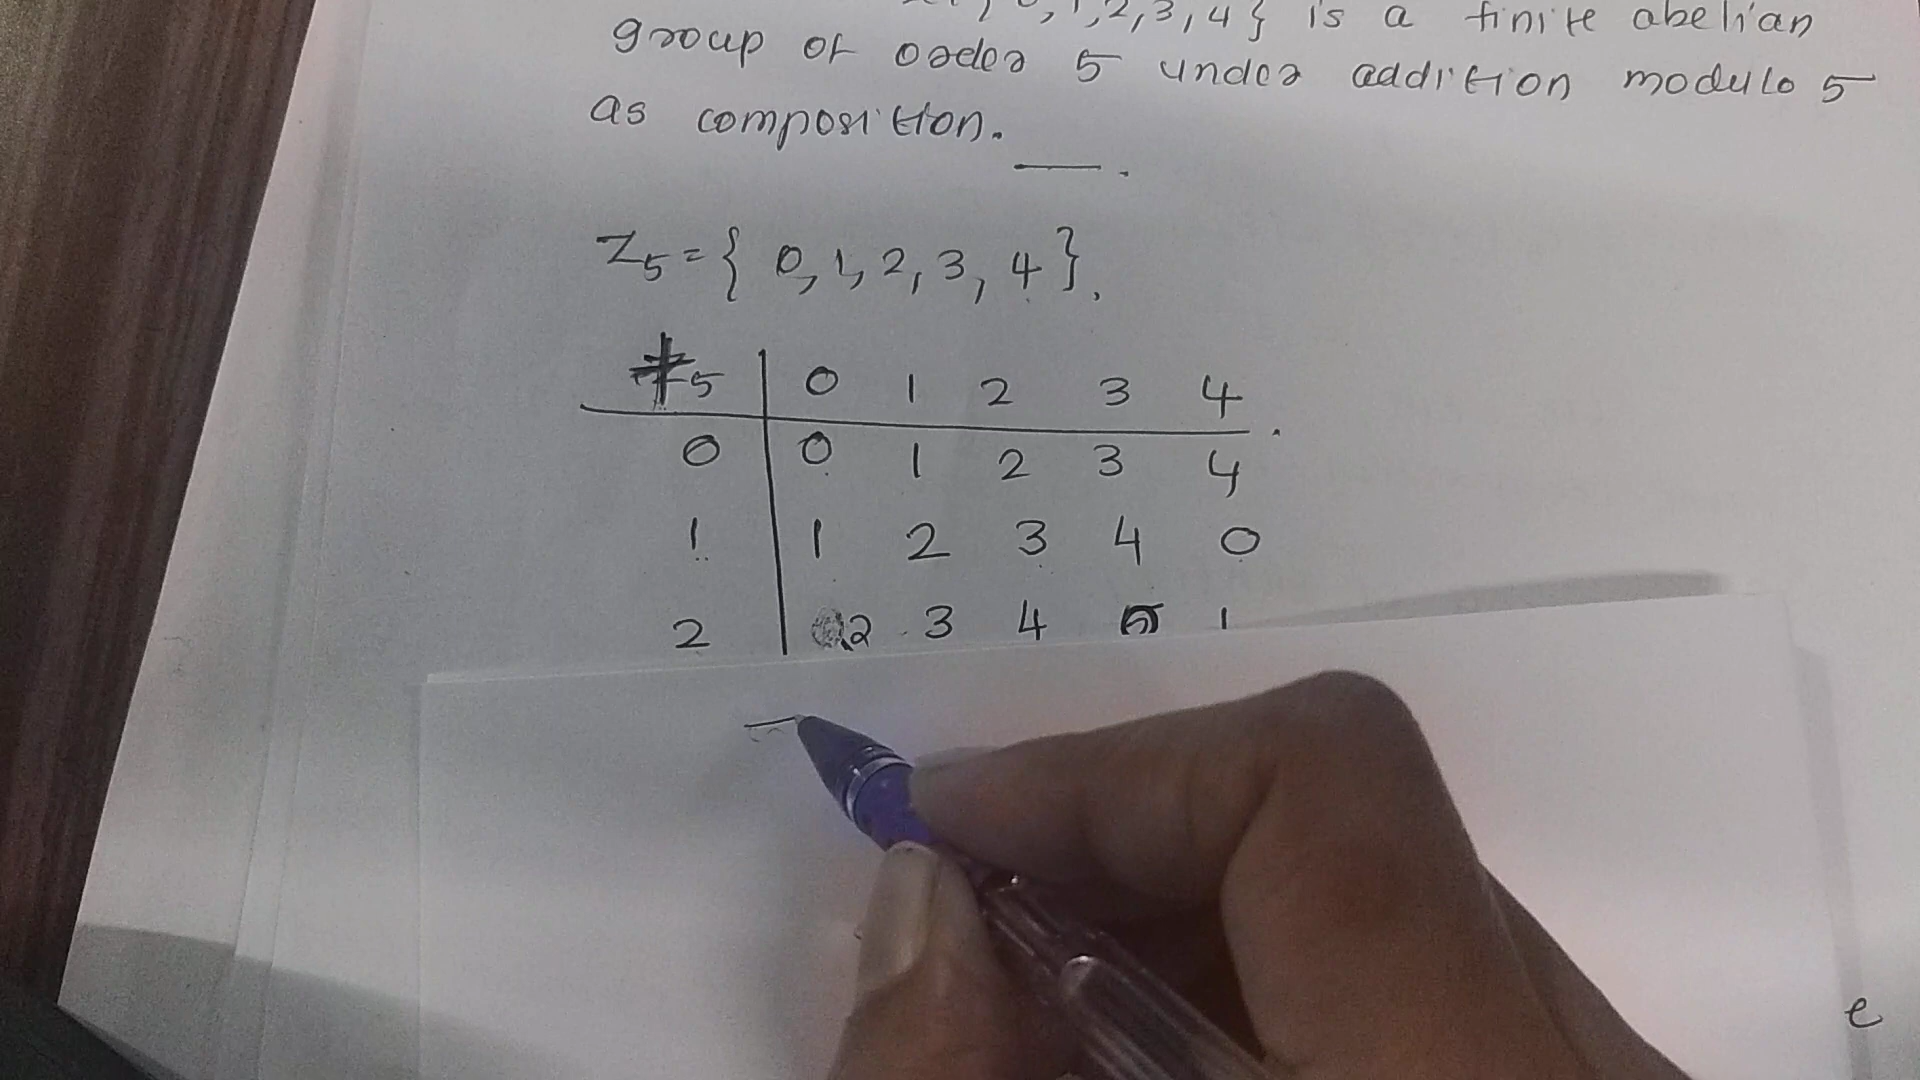 0, 1, 2, 3, 4 } is a finite abelian
group of order 5 under addition modulo 5
as composition.
Z5 = { 0, 1, 2, 3, 4 }.
+5 | 0 1 2 3 4
0 | 0 1 2 3 4
1 | 1 2 3 4 0
2 | 2 3 4 1
e